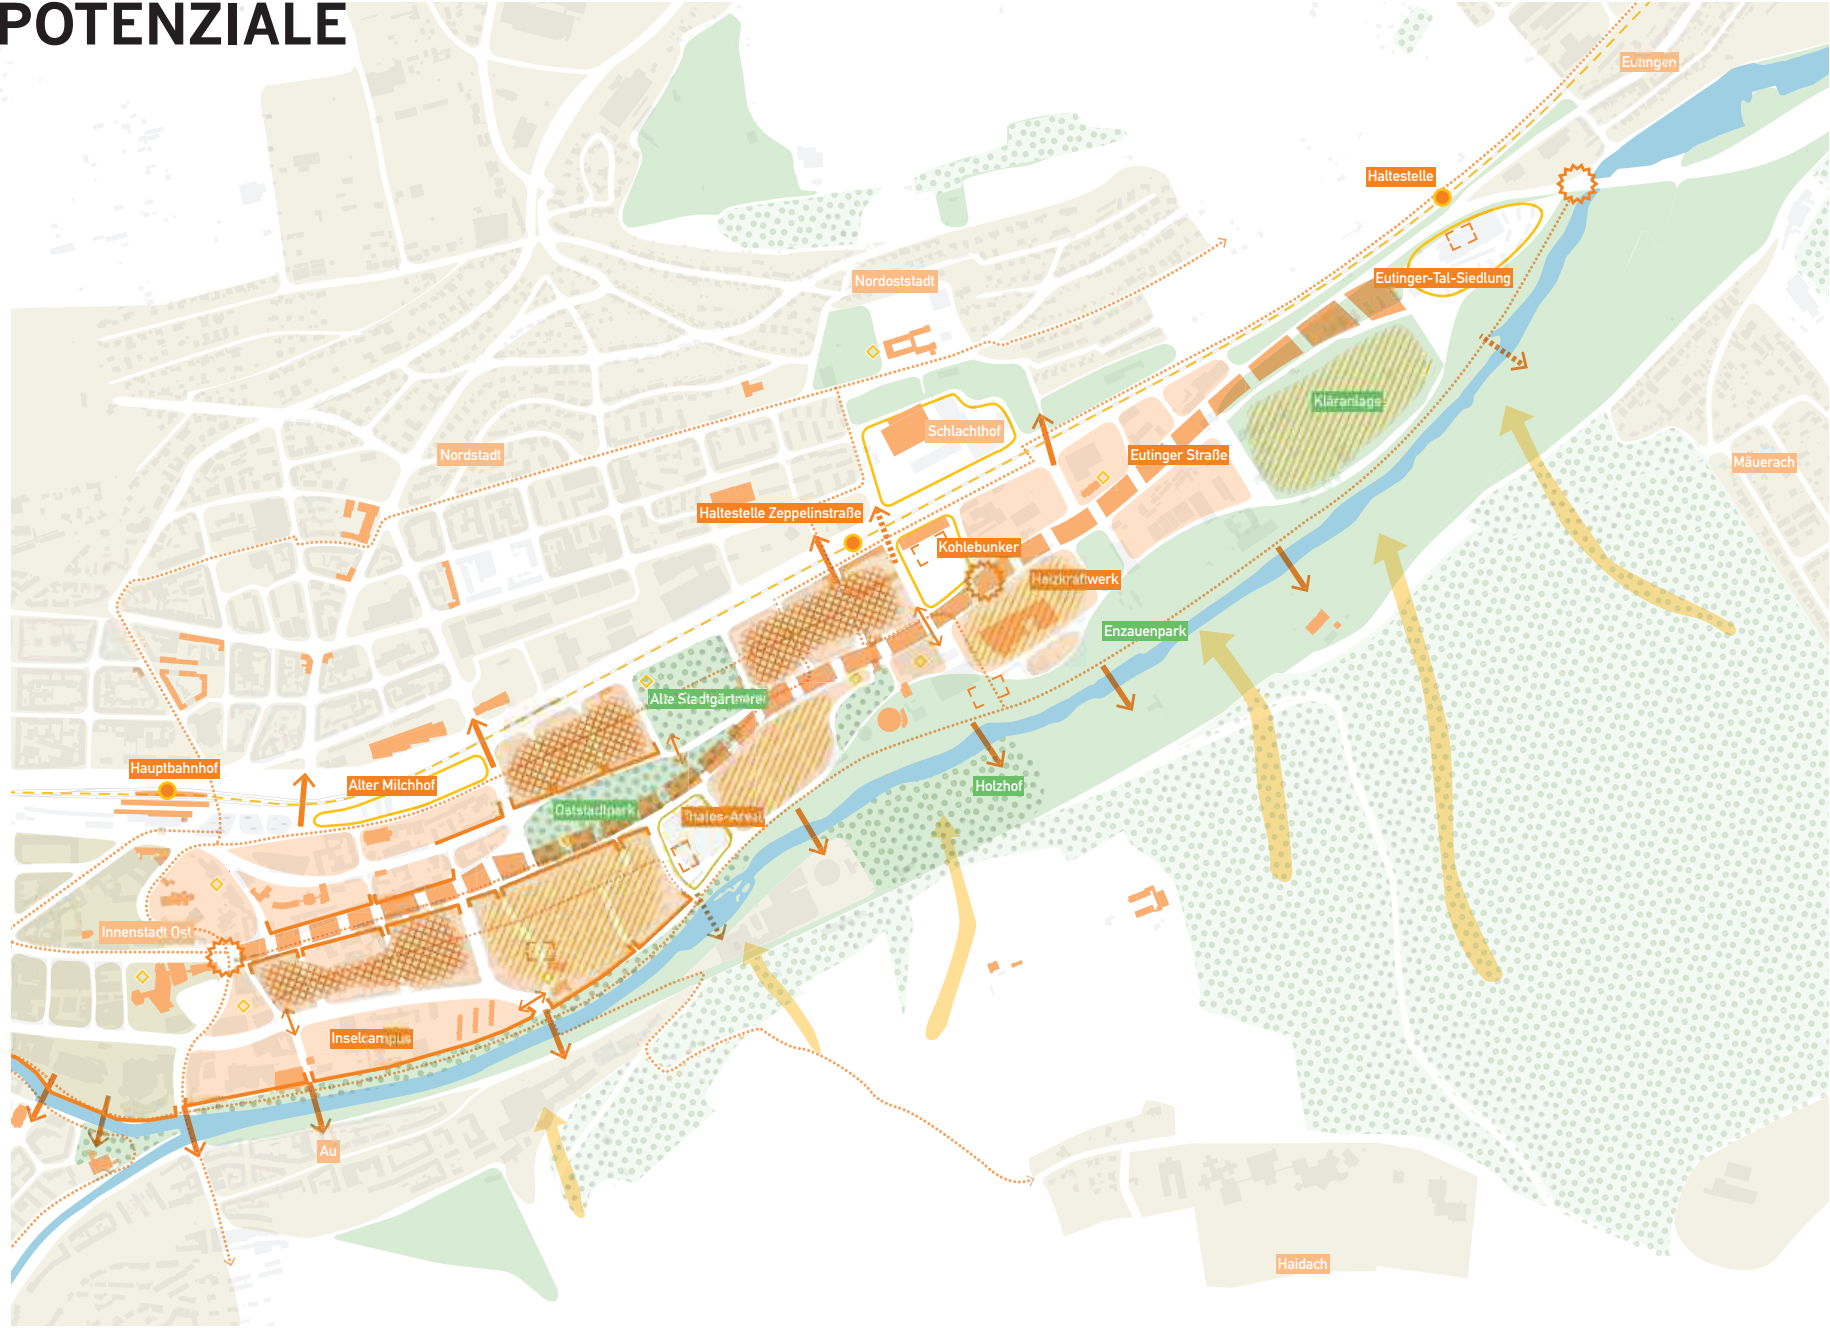 POTENZIALE
Eutingen
Haltestelle
Eutinger-Tal-Siedlung
Nordoststadt
Kläranlage
Schlachthof
Nordstadt
Eutinger Straße
Mäuerach
Haltestelle Zeppelinstraße
Kohlebunker
Heizkraftwerk
Enzauenpark
Alte Stadtgärtnerei
Hauptbahnhof
Alter Milchhof
Holzhof
Oststadtpark
Thales-Areal
Innenstadt Ost
Inselcampus
Au
Haidach